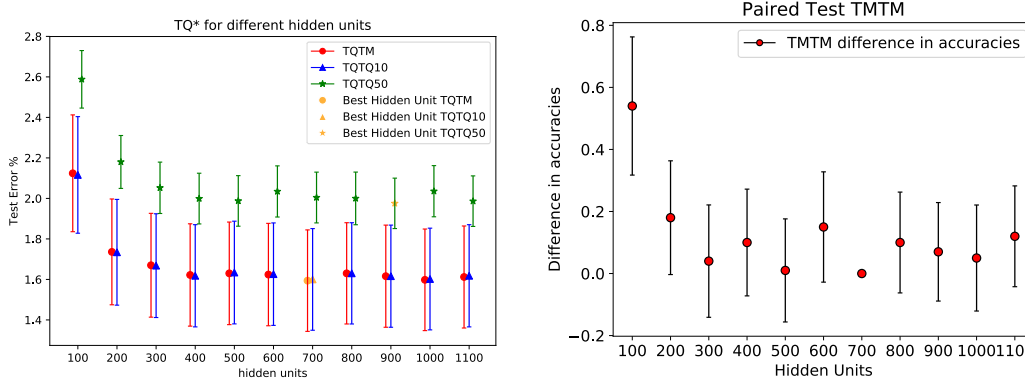 TQ* for different hidden units
2.8
2.6
2.4
2.2
2.0
1.8
1.6
1.4
Test Error %
TQTM
TQTQ10
TQTQ50
Best Hidden Unit TQTM
Best Hidden Unit TQTQ10
Best Hidden Unit TQTQ50
100 200 300 400 500 600 700 800 900 1000 1100
hidden units
Paired Test TMTM
0.8
0.6
0.4
0.2
0.0
−0.2
Difference in accuracies
TMTM difference in accuracies
100 200 300 400 500 600 700 800 900 1000 1100
Hidden Units